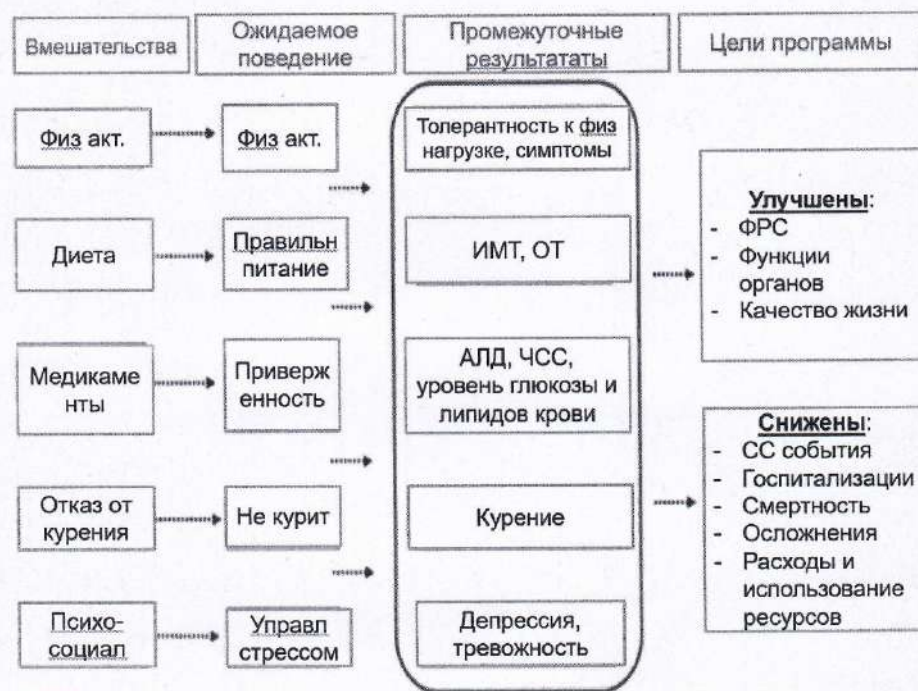 Вмешательства
Ожидаемое
поведение
Промежуточные
результататы
Цели программы
Физ акт.
Физ акт.
Толерантность к физ
нагрузке, симптомы
Диета
Правильн
питание
ИМТ, ОТ
Медикаме
нты
Приверж
енность
АЛД, ЧСС,
уровень глюкозы и
липидов крови
Отказ от
курения
Не курит
Курение
Психо-
социал
Управл
стрессом
Депрессия,
тревожность
Улучшены:
- ФРС
- Функции
органов
- Качество жизни
Снижены:
- СС события
- Госпитализации
- Смертность
- Осложнения
- Расходы и
использование
ресурсов